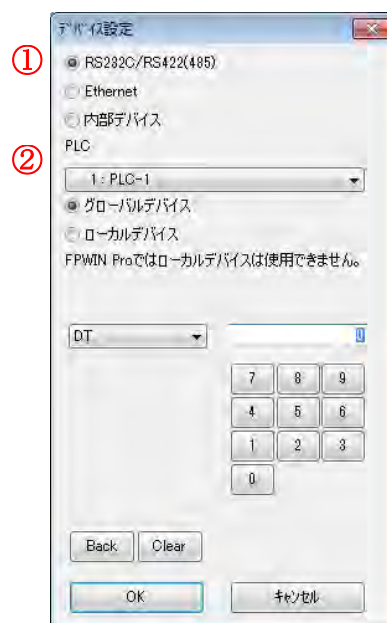 デバイス設定
① RS232C/RS422(485)
Ethernet
内部デバイス
② PLC
1 : PLC-1
グローバルデバイス
ローカルデバイス
FPWIN Proではローカルデバイスは使用できません。
DT 0
7 8 9
4 5 6
1 2 3
0
Back Clear
OK キャンセル